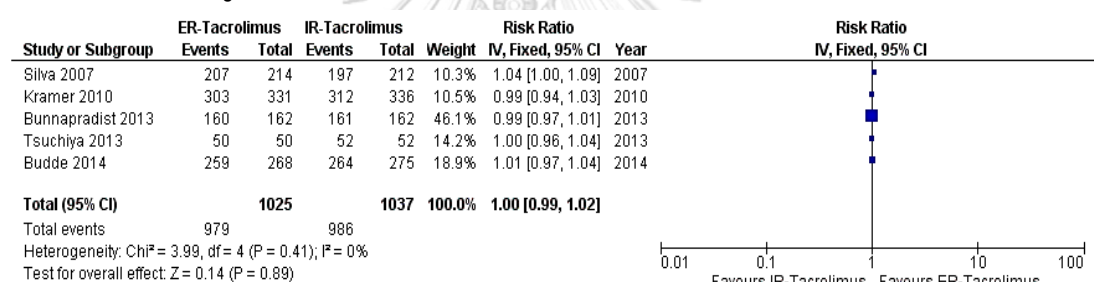 ER-Tacrolimus IR-Tacrolimus Risk Ratio Risk Ratio
Study or Subgroup Events Total Events Total Weight IV, Fixed, 95% CI Year IV, Fixed, 95% CI
Silva 2007 207 214 197 212 10.3% 1.04 [1.00, 1.09] 2007
Kramer 2010 303 331 312 336 10.5% 0.99 [0.94, 1.03] 2010
Bunnapradist 2013 160 162 161 162 46.1% 0.99 [0.97, 1.01] 2013
Tsuchiya 2013 50 50 52 52 14.2% 1.00 [0.96, 1.04] 2013
Budde 2014 259 268 264 275 18.9% 1.01 [0.97, 1.04] 2014
Total (95% CI) 1025 1037 100.0% 1.00 [0.99, 1.02]
Total events 979 986
Heterogeneity: Chi² = 3.99, df = 4 (P = 0.41); I² = 0%
Test for overall effect: Z = 0.14 (P = 0.89)
0.01 0.1 1 10 100
Favours IR-Tacrolimus Favours ER-Tacrolimus